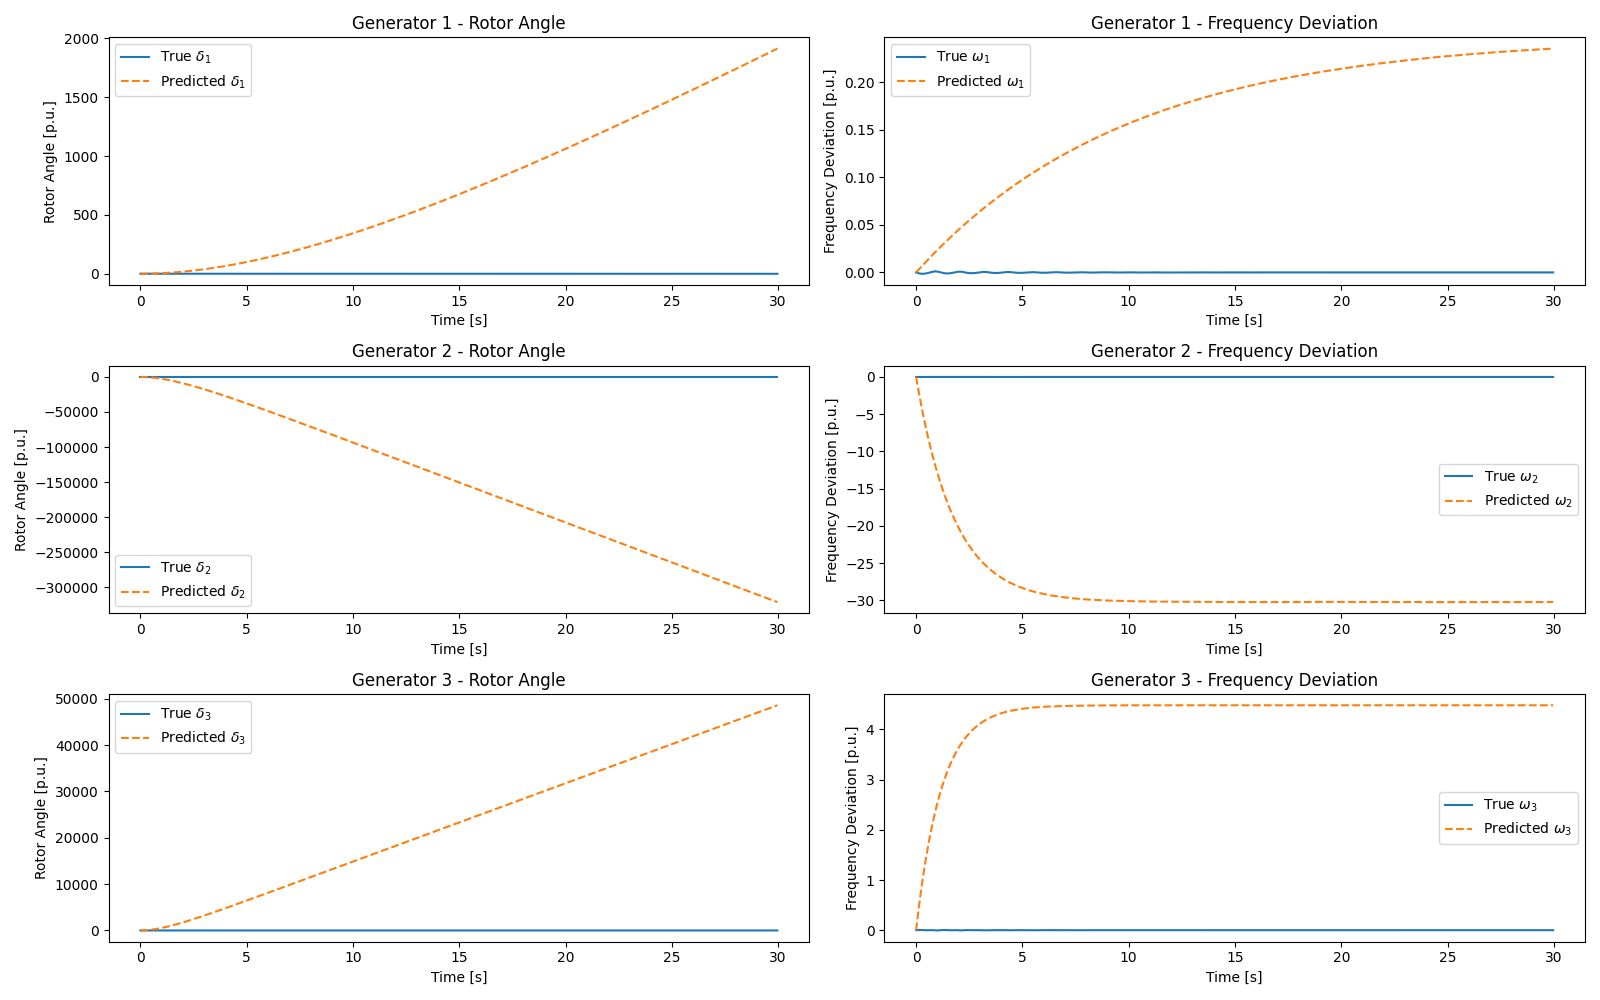 Generator 1 - Rotor Angle
Rotor Angle [p.u.]
2000
1500
1000
500
0
True δ₁
Predicted δ₁
0 5 10 15 20 25 30
Time [s]
Generator 1 - Frequency Deviation
Frequency Deviation [p.u.]
0.20
0.15
0.10
0.05
0.00
True ω₁
Predicted ω₁
0 5 10 15 20 25 30
Time [s]
Generator 2 - Rotor Angle
Rotor Angle [p.u.]
0
−50000
−100000
−150000
−200000
−250000
−300000
True δ₂
Predicted δ₂
0 5 10 15 20 25 30
Time [s]
Generator 2 - Frequency Deviation
Frequency Deviation [p.u.]
0
−5
−10
−15
−20
−25
−30
True ω₂
Predicted ω₂
0 5 10 15 20 25 30
Time [s]
Generator 3 - Rotor Angle
Rotor Angle [p.u.]
50000
40000
30000
20000
10000
0
True δ₃
Predicted δ₃
0 5 10 15 20 25 30
Time [s]
Generator 3 - Frequency Deviation
Frequency Deviation [p.u.]
4
3
2
1
0
True ω₃
Predicted ω₃
0 5 10 15 20 25 30
Time [s]